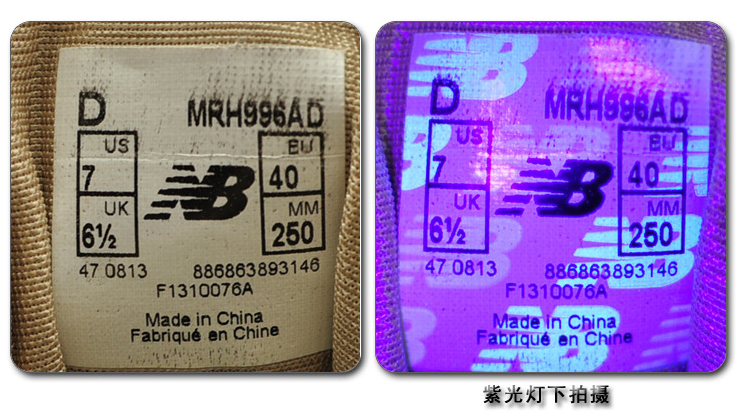 D MRH996AD
US EU
7 40
NB
UK MM
6½ 250
47 0813 886863893146
F1310076A
Made in China
Fabriqué en Chine
D MRH996AD
US EU
7 40
NB
UK MM
6½ 250
47 0813 886863893146
F1310076A
Made in China
Fabriqué en Chine
紫光灯下拍摄